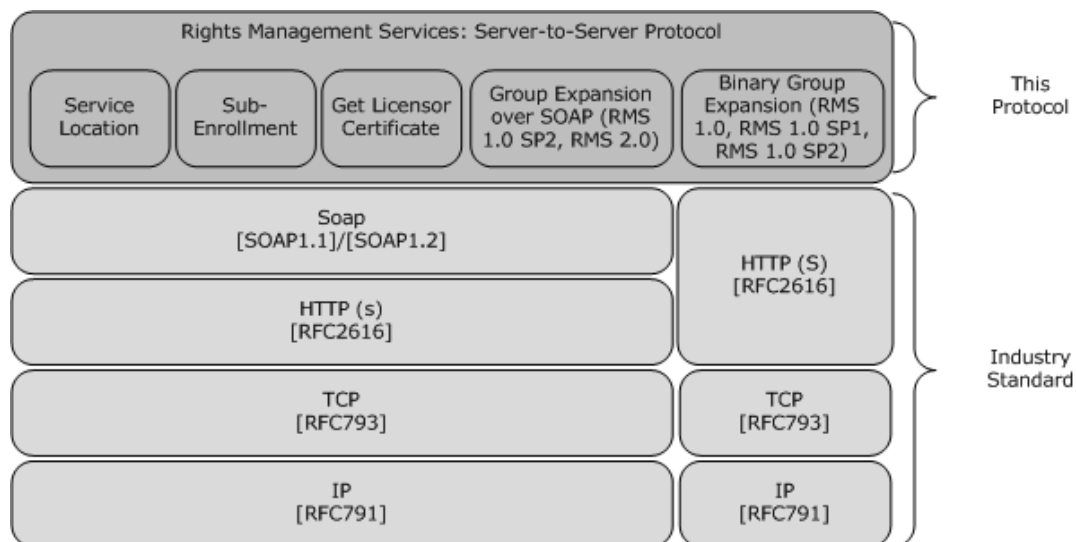 Rights Management Services: Server-to-Server Protocol
Service
Location
Sub-
Enrollment
Get Licensor
Certificate
Group Expansion
over SOAP (RMS
1.0 SP2, RMS 2.0)
Binary Group
Expansion (RMS
1.0, RMS 1.0 SP1,
RMS 1.0 SP2)
This
Protocol
Soap
[SOAP1.1]/[SOAP1.2]
HTTP (s)
[RFC2616]
HTTP (S)
[RFC2616]
TCP
[RFC793]
TCP
[RFC793]
IP
[RFC791]
IP
[RFC791]
Industry
Standard